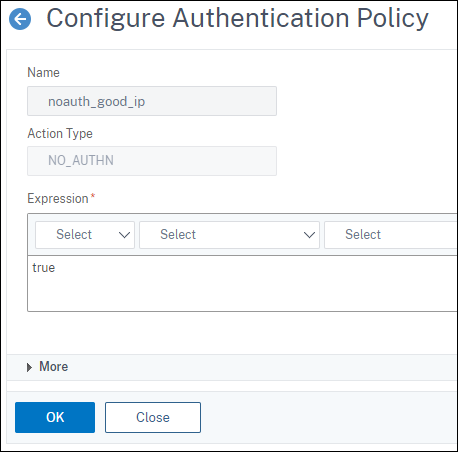 Configure Authentication Policy
Name
noauth_good_ip
Action Type
NO_AUTHN
Expression*
Select Select Select
true
More
OK Close